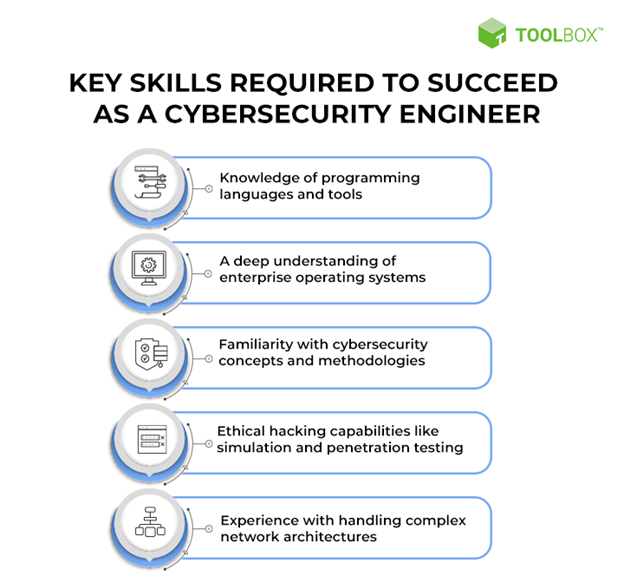 TOOLBOX™
KEY SKILLS REQUIRED TO SUCCEED
AS A CYBERSECURITY ENGINEER
Knowledge of programming
languages and tools
A deep understanding of
enterprise operating systems
Familiarity with cybersecurity
concepts and methodologies
Ethical hacking capabilities like
simulation and penetration testing
Experience with handling complex
network architectures